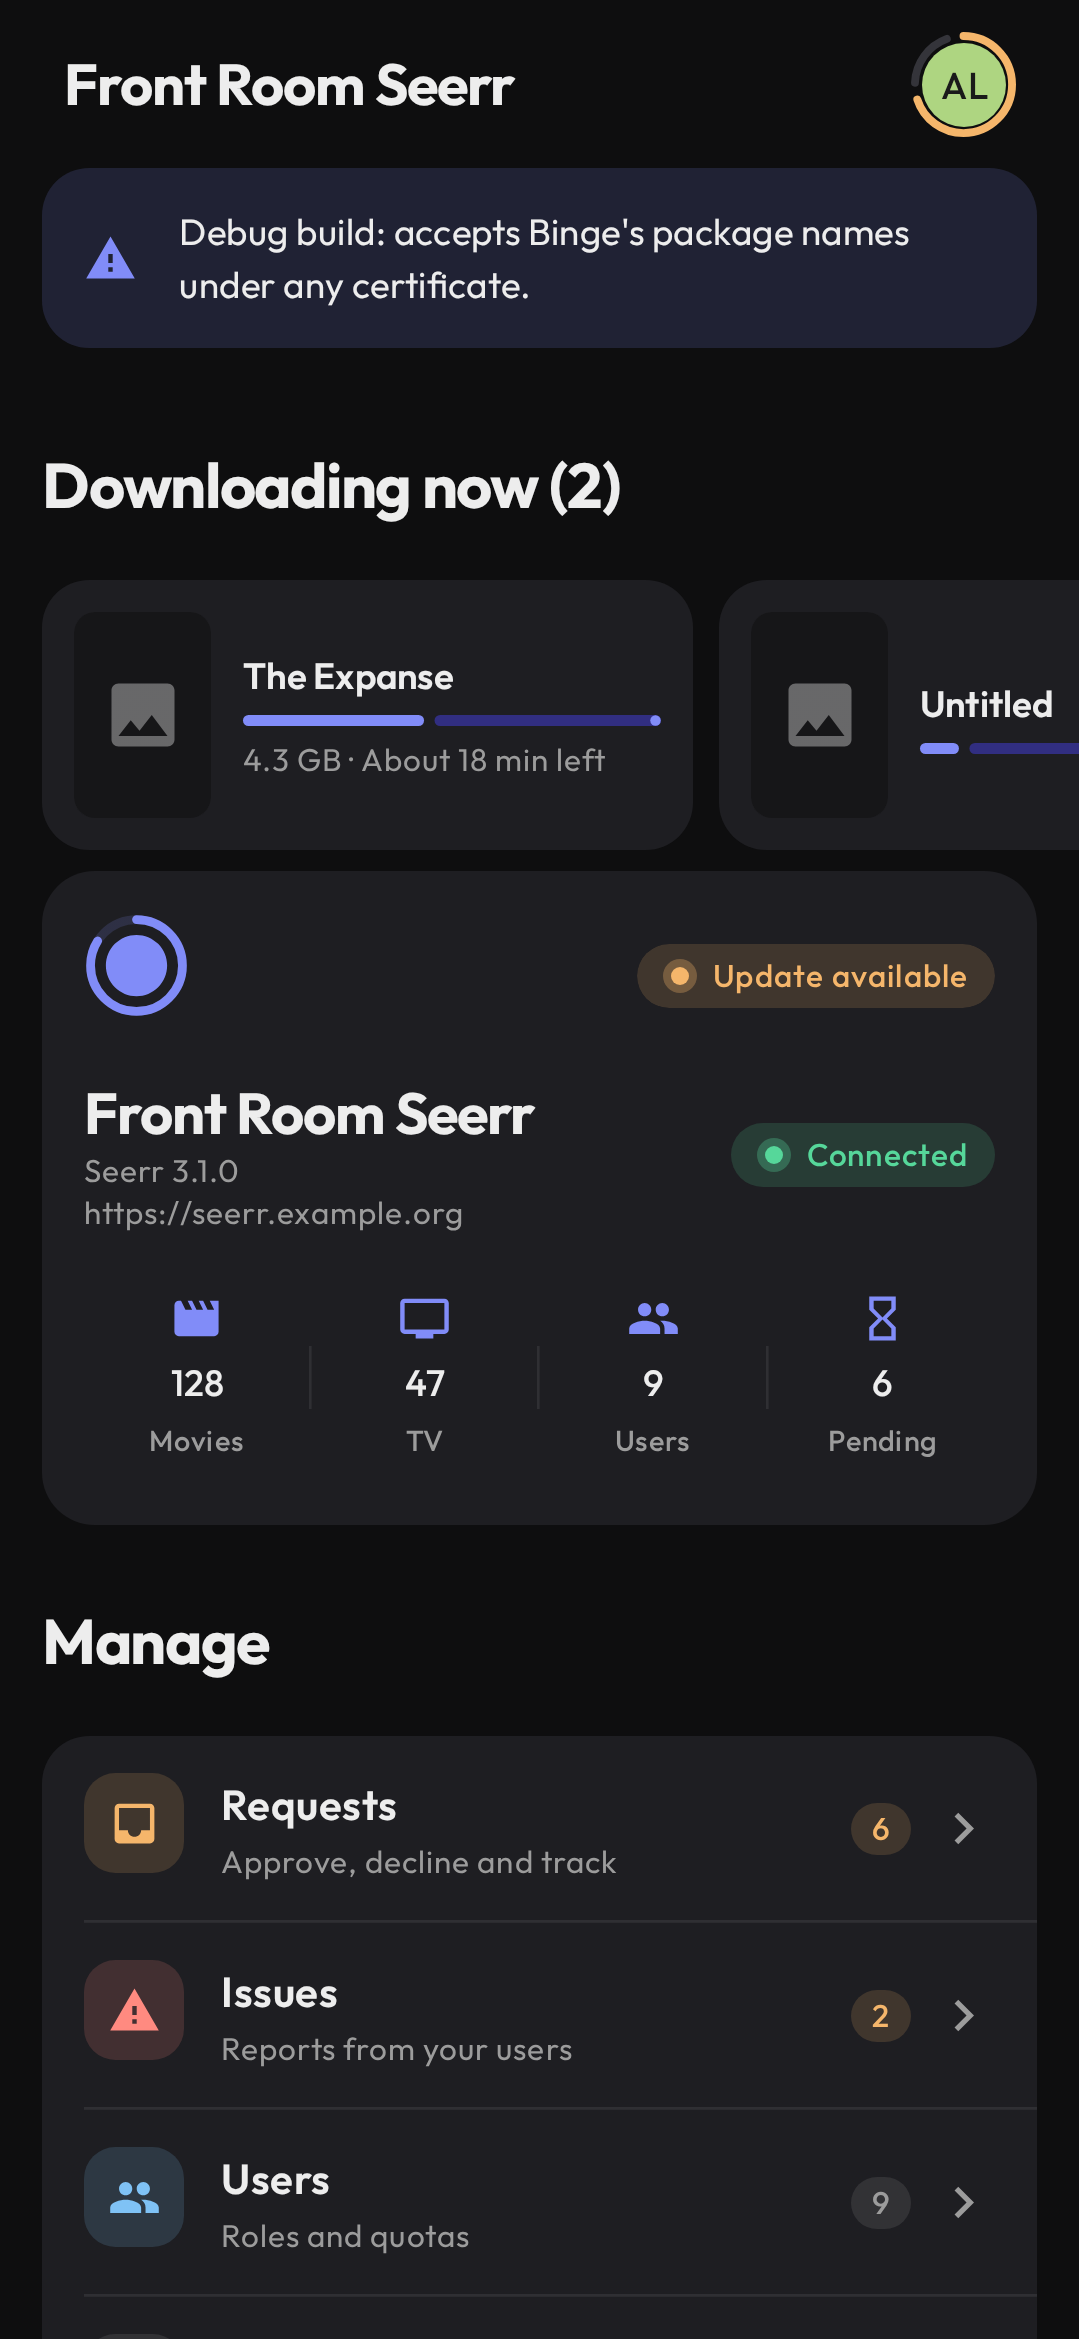 Front Room Seerr
AL
Debug build: accepts Binge's package names
under any certificate.
Downloading now (2)
The Expanse
4.3 GB · About 18 min left
Untitled
Update available
Front Room Seerr
Seerr 3.1.0
https://seerr.example.org
Connected
128
Movies
47
TV
9
Users
6
Pending
Manage
Requests
Approve, decline and track
6
Issues
Reports from your users
2
Users
Roles and quotas
9